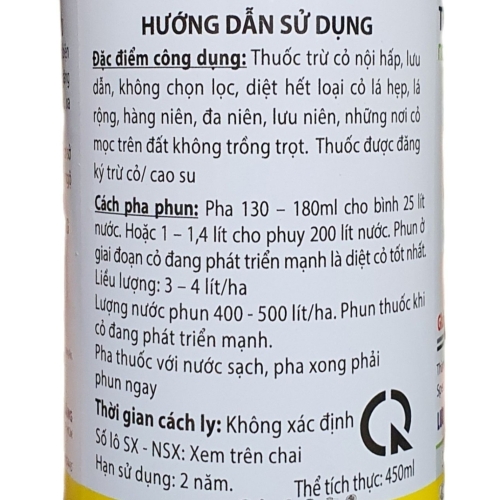 HƯỚNG DẪN SỬ DỤNG
Đặc điểm công dụng: Thuốc trừ cỏ nội hấp, lưu
dẫn, không chọn lọc, diệt hết loại cỏ lá hẹp, lá
rộng, hàng niên, đa niên, lưu niên, những nơi cỏ
mọc trên đất không trồng trọt. Thuốc được đăng
ký trừ cỏ/ cao su
Cách pha phun: Pha 130 – 180ml cho bình 25 lít
nước. Hoặc 1 – 1,4 lít cho phuy 200 lít nước. Phun ở
giai đoạn cỏ đang phát triển mạnh là diệt cỏ tốt nhất.
Liều lượng: 3 – 4 lít/ha
Lượng nước phun 400 - 500 lít/ha. Phun thuốc khi
cỏ đang phát triển mạnh.
Pha thuốc với nước sạch, pha xong phải
phun ngay
Thời gian cách ly: Không xác định
Số lô SX - NSX: Xem trên chai
Hạn sử dụng: 2 năm.
Thể tích thực: 450ml